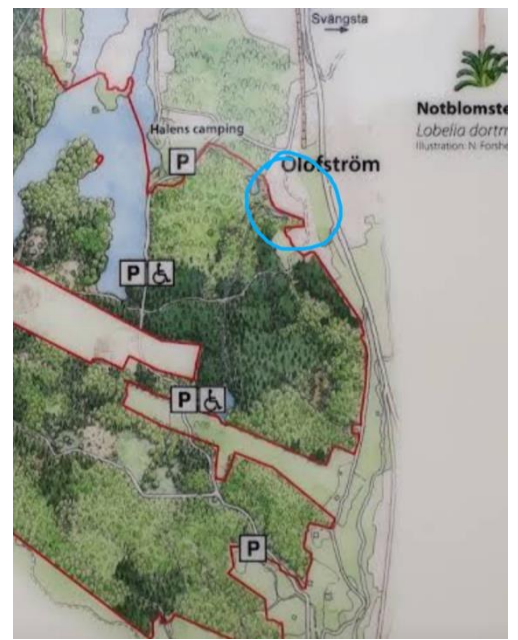 Svängsta
Halens camping
P
Olofström
P
P
P
Notblomste
Lobelia dortm
Illustration: N. Forshe